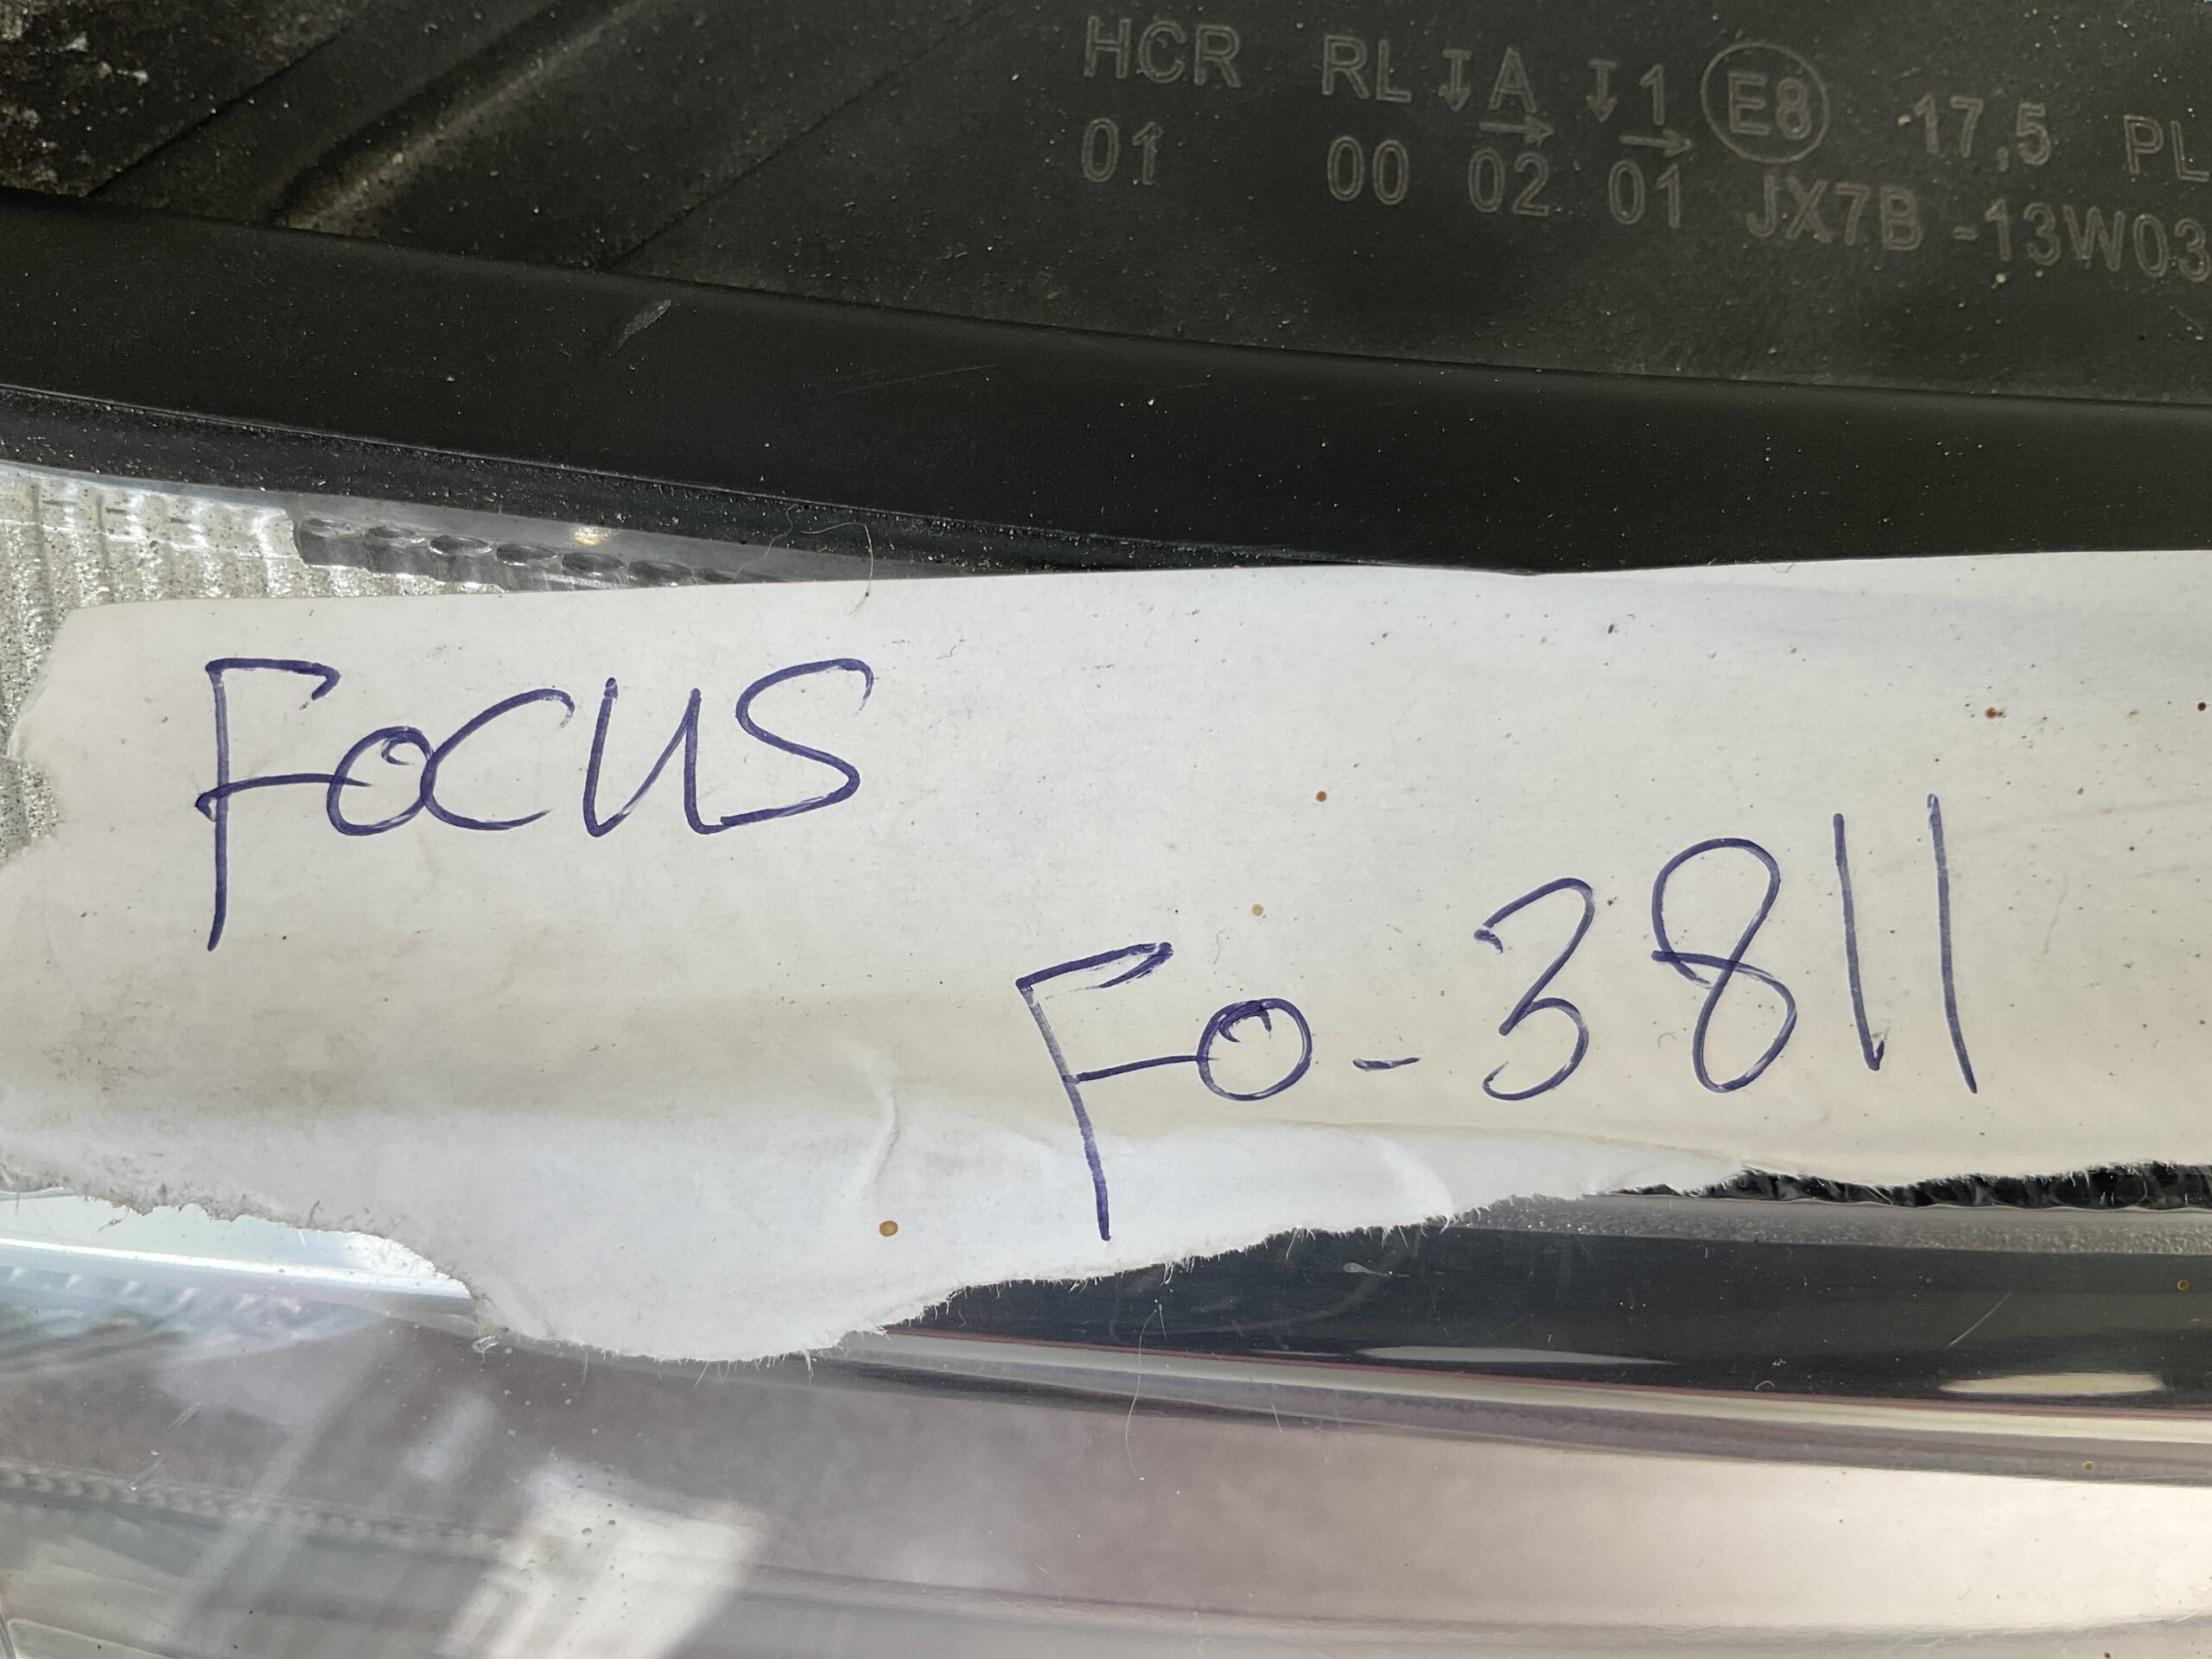 HCR RL A 1 E8 17,5 PL
01 00 02 01 JX7B -13W03
FOCUS
FO-3811